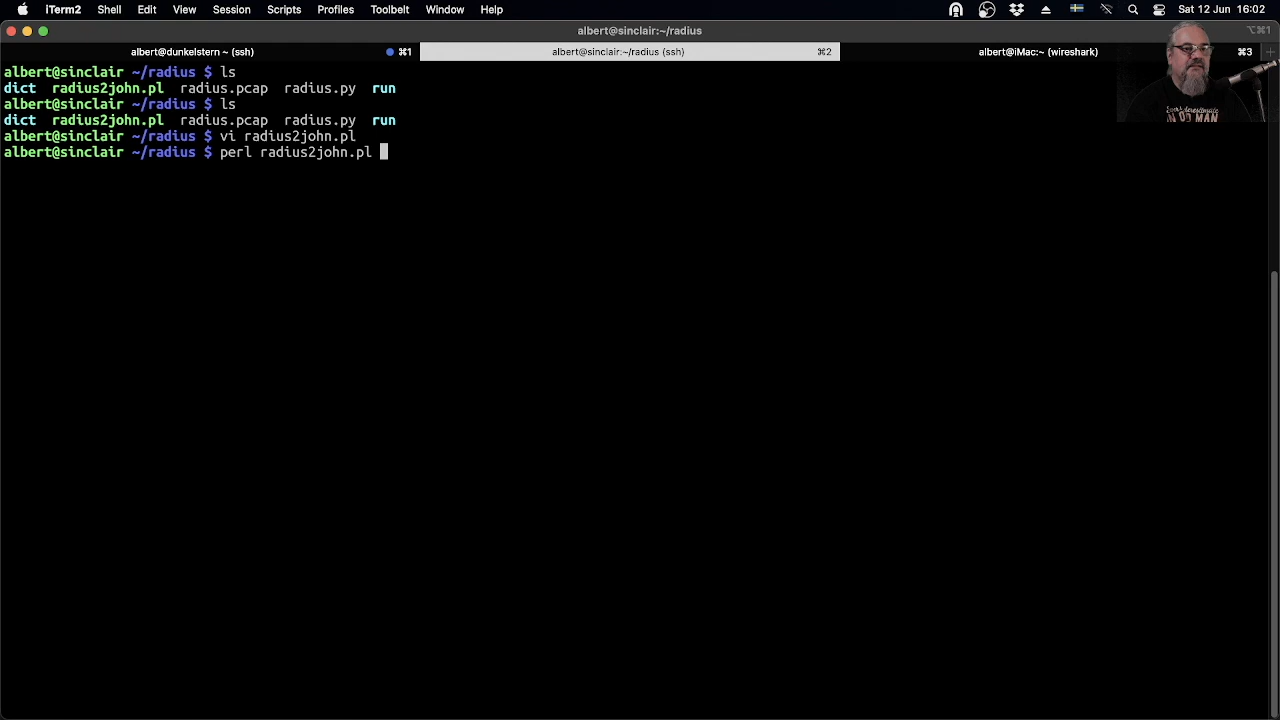 iTerm2 Shell Edit View Session Scripts Profiles Toolbelt Window Help Sat 12 Jun 16:02
albert@sinclair:~/radius ⌥⌘1
albert@dunkelstern ~ (ssh) ⌘1 albert@sinclair:~/radius (ssh) ⌘2 albert@iMac:~ (wireshark) ⌘3
albert@sinclair ~/radius $ ls
dict radius2john.pl radius.pcap radius.py run
albert@sinclair ~/radius $ ls
dict radius2john.pl radius.pcap radius.py run
albert@sinclair ~/radius $ vi radius2john.pl
albert@sinclair ~/radius $ perl radius2john.pl
MAN